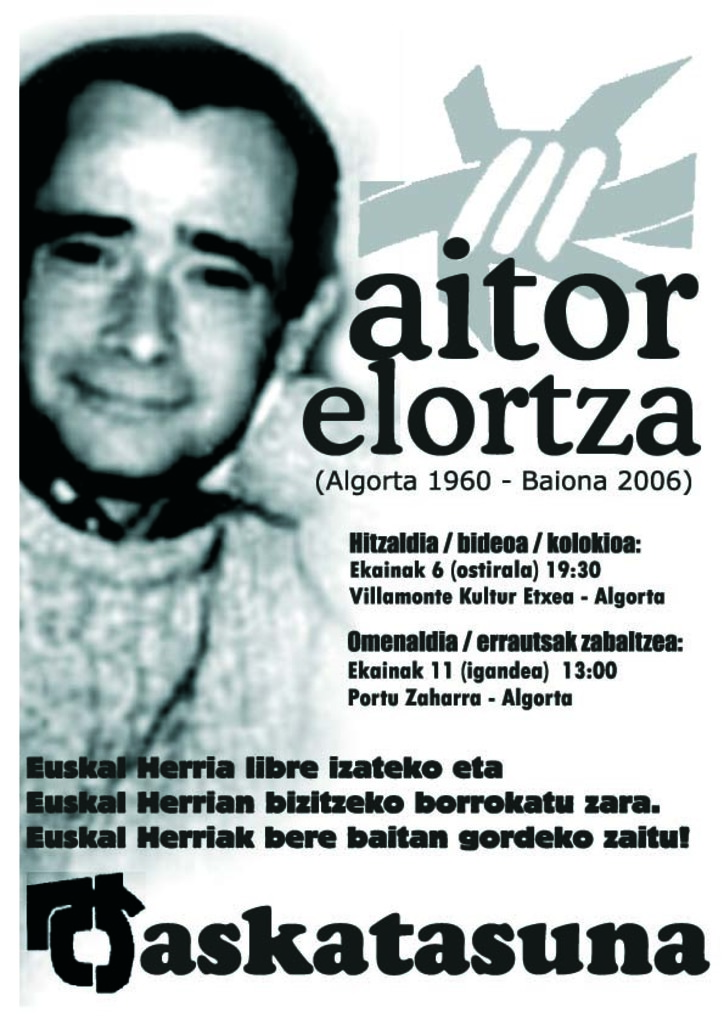 aitor
elortza
(Algorta 1960 - Baiona 2006)
Hitzaldia / bideoa / kolokioa:
Ekainak 6 (ostirala) 19:30
Villamonte Kultur Etxea - Algorta
Omenaldia / errautsak zabaltzea:
Ekainak 11 (igandea) 13:00
Portu Zaharra - Algorta
Euskal Herria libre izateko eta
Euskal Herrian bizitzeko borrokatu zara.
Euskal Herriak bere baitan gordeko zaitu!
askatasuna